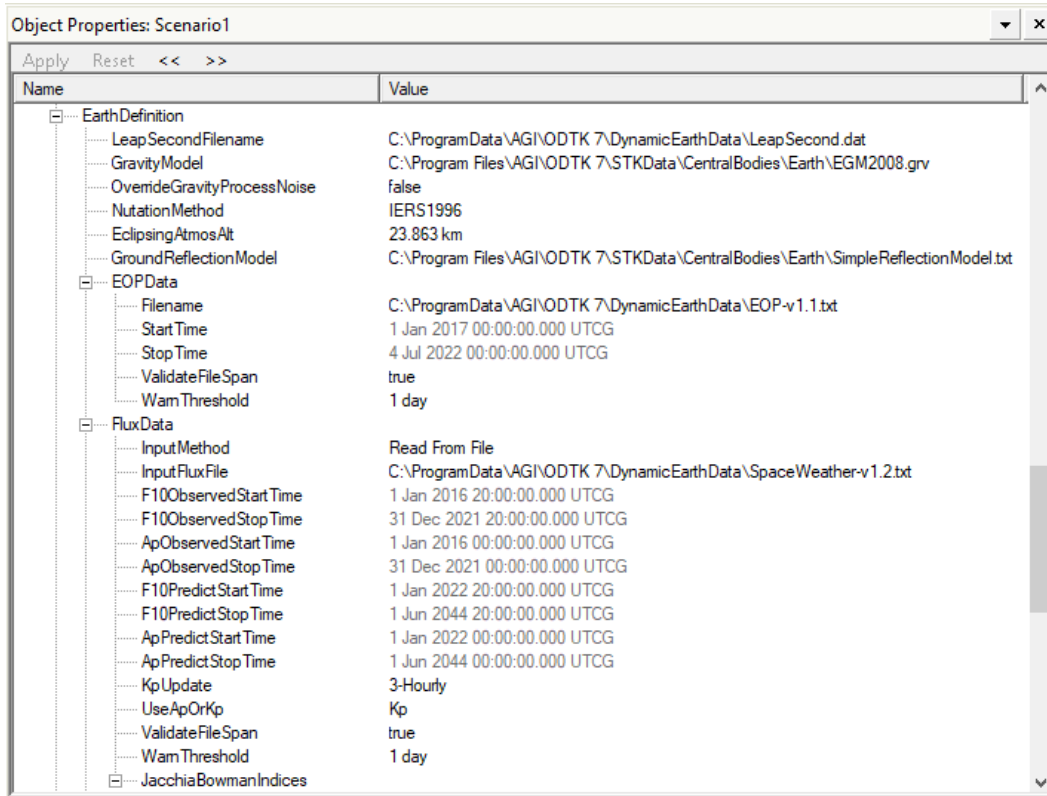 Object Properties: Scenario1
Apply Reset << >>
Name Value
EarthDefinition
LeapSecondFilename C:\ProgramData\AGI\ODTK 7\DynamicEarthData\LeapSecond.dat
GravityModel C:\Program Files\AGI\ODTK 7\STKData\CentralBodies\Earth\EGM2008.grv
OverrideGravityProcessNoise false
NutationMethod IERS1996
EclipsingAtmosAlt 23.863 km
GroundReflectionModel C:\Program Files\AGI\ODTK 7\STKData\CentralBodies\Earth\SimpleReflectionModel.txt
EOPData
Filename C:\ProgramData\AGI\ODTK 7\DynamicEarthData\EOP-v1.1.txt
StartTime 1 Jan 2017 00:00:00.000 UTCG
StopTime 4 Jul 2022 00:00:00.000 UTCG
ValidateFileSpan true
WarnThreshold 1 day
FluxData
InputMethod Read From File
InputFluxFile C:\ProgramData\AGI\ODTK 7\DynamicEarthData\SpaceWeather-v1.2.txt
F10ObservedStartTime 1 Jan 2016 20:00:00.000 UTCG
F10ObservedStopTime 31 Dec 2021 20:00:00.000 UTCG
ApObservedStartTime 1 Jan 2016 00:00:00.000 UTCG
ApObservedStopTime 31 Dec 2021 00:00:00.000 UTCG
F10PredictStartTime 1 Jan 2022 20:00:00.000 UTCG
F10PredictStopTime 1 Jun 2044 20:00:00.000 UTCG
ApPredictStartTime 1 Jan 2022 00:00:00.000 UTCG
ApPredictStopTime 1 Jun 2044 00:00:00.000 UTCG
KpUpdate 3-Hourly
UseApOrKp Kp
ValidateFileSpan true
WarnThreshold 1 day
JacchiaBowmanIndices